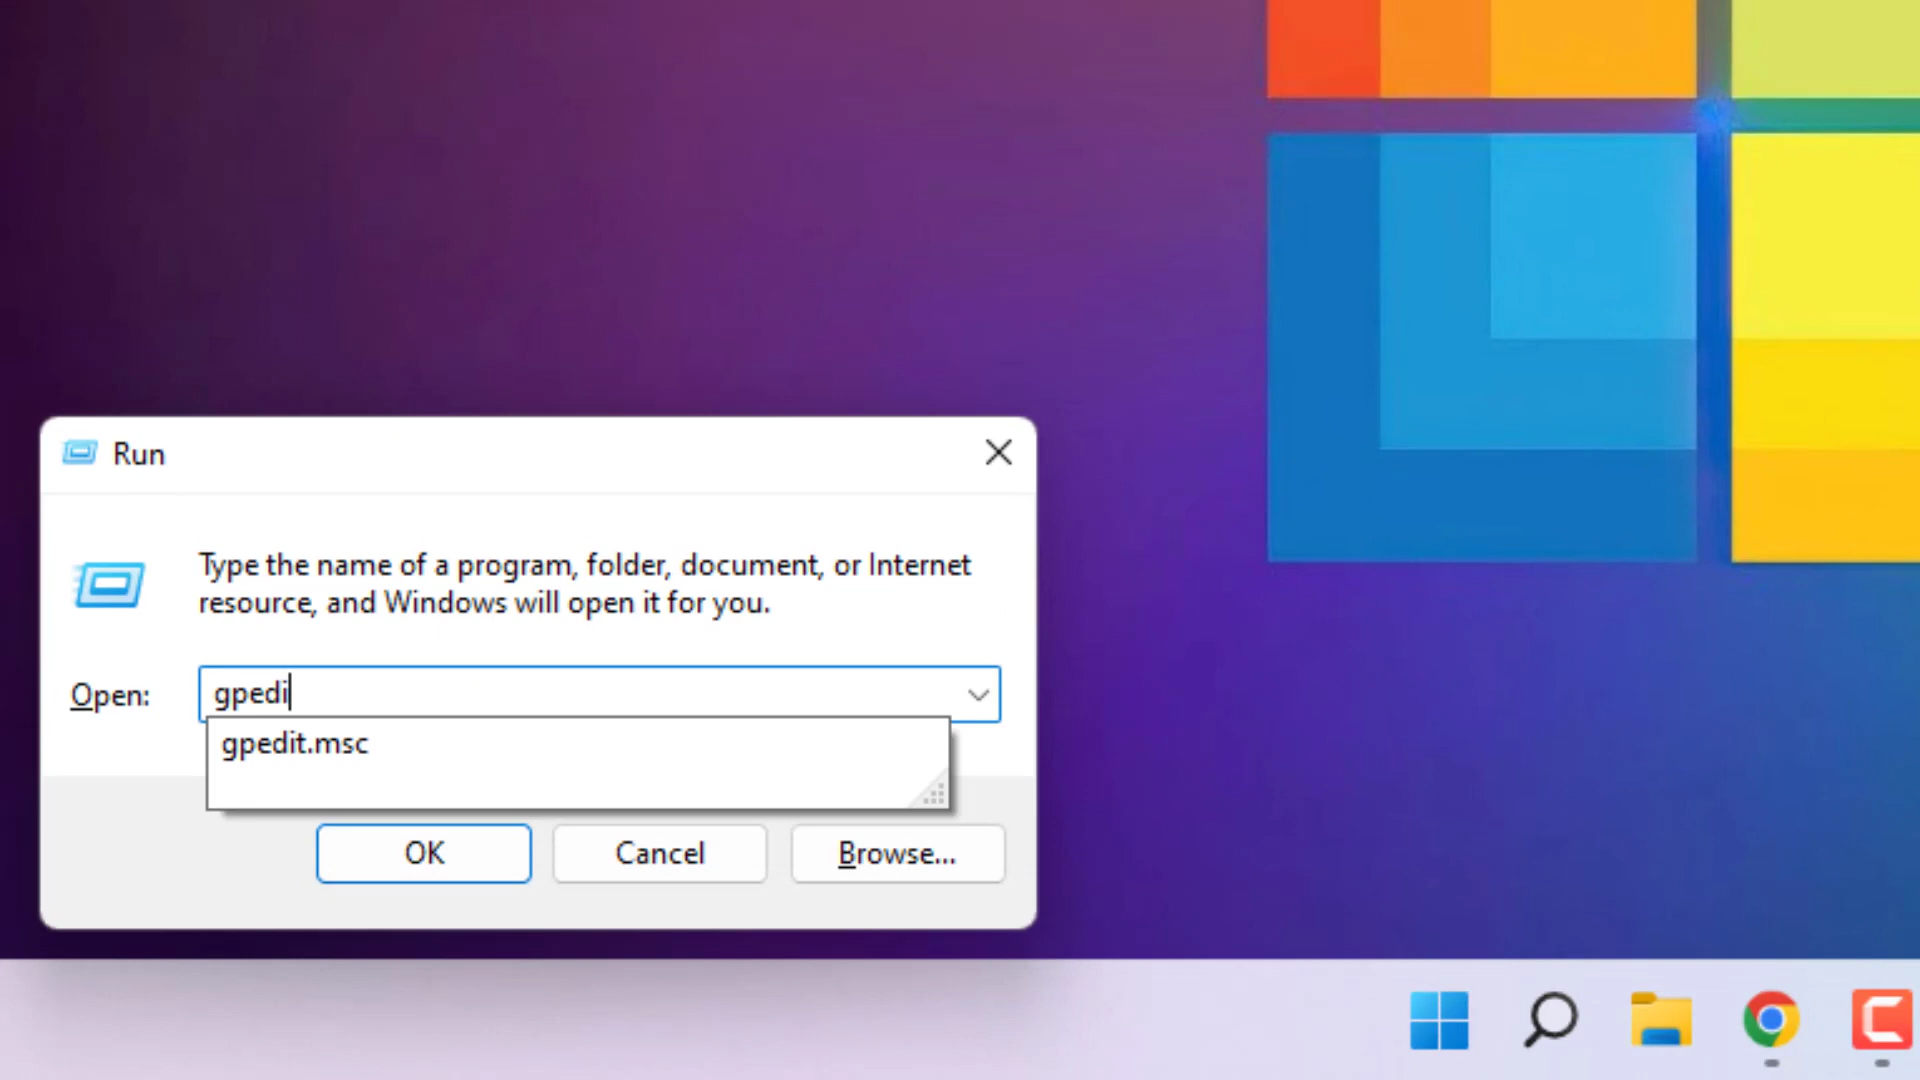 Run
Type the name of a program, folder, document, or Internet
resource, and Windows will open it for you.
Open:
gpedi
gpedit.msc
OK
Cancel
Browse...